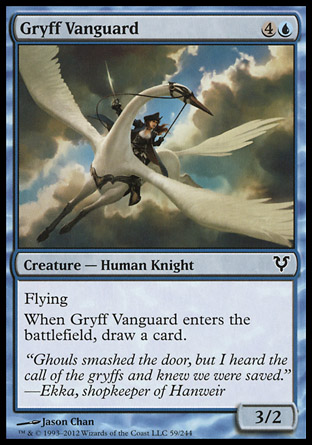 Gryff Vanguard 4
Creature — Human Knight
Flying
When Gryff Vanguard enters the
battlefield, draw a card.
"Ghouls smashed the door, but I heard the
call of the gryffs and knew we were saved."
—Ekka, shopkeeper of Hanweir
3/2
Jason Chan
™ & © 1993–2012 Wizards of the Coast LLC 59/244